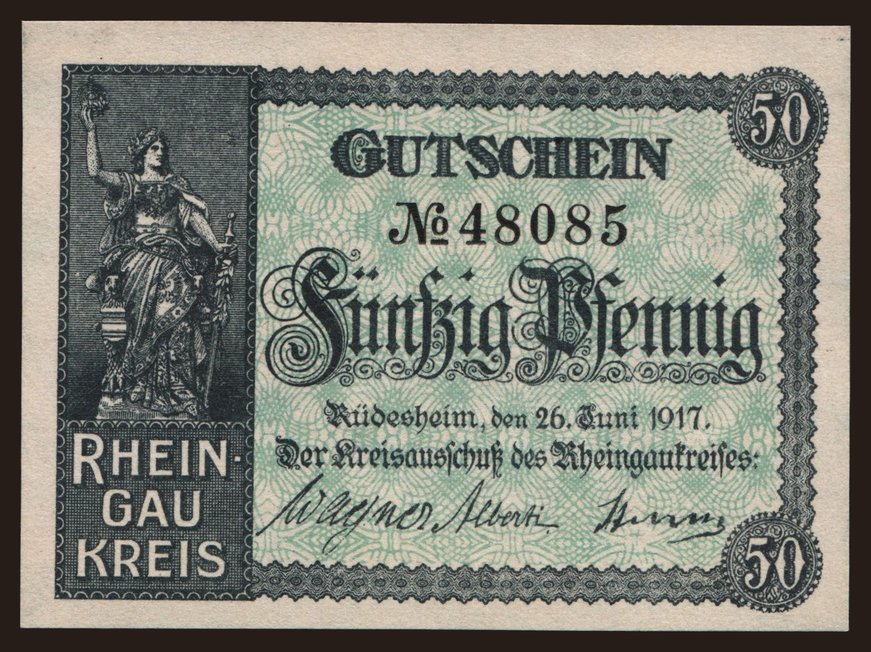 50
GUTSCHEIN
№ 48085
Fünfzig Pfennig
Rüdesheim, den 26. Juni 1917.
Der Kreisausschuß des Rheingaukreises:
Wagner Alberti
RHEIN-
GAU
KREIS
50